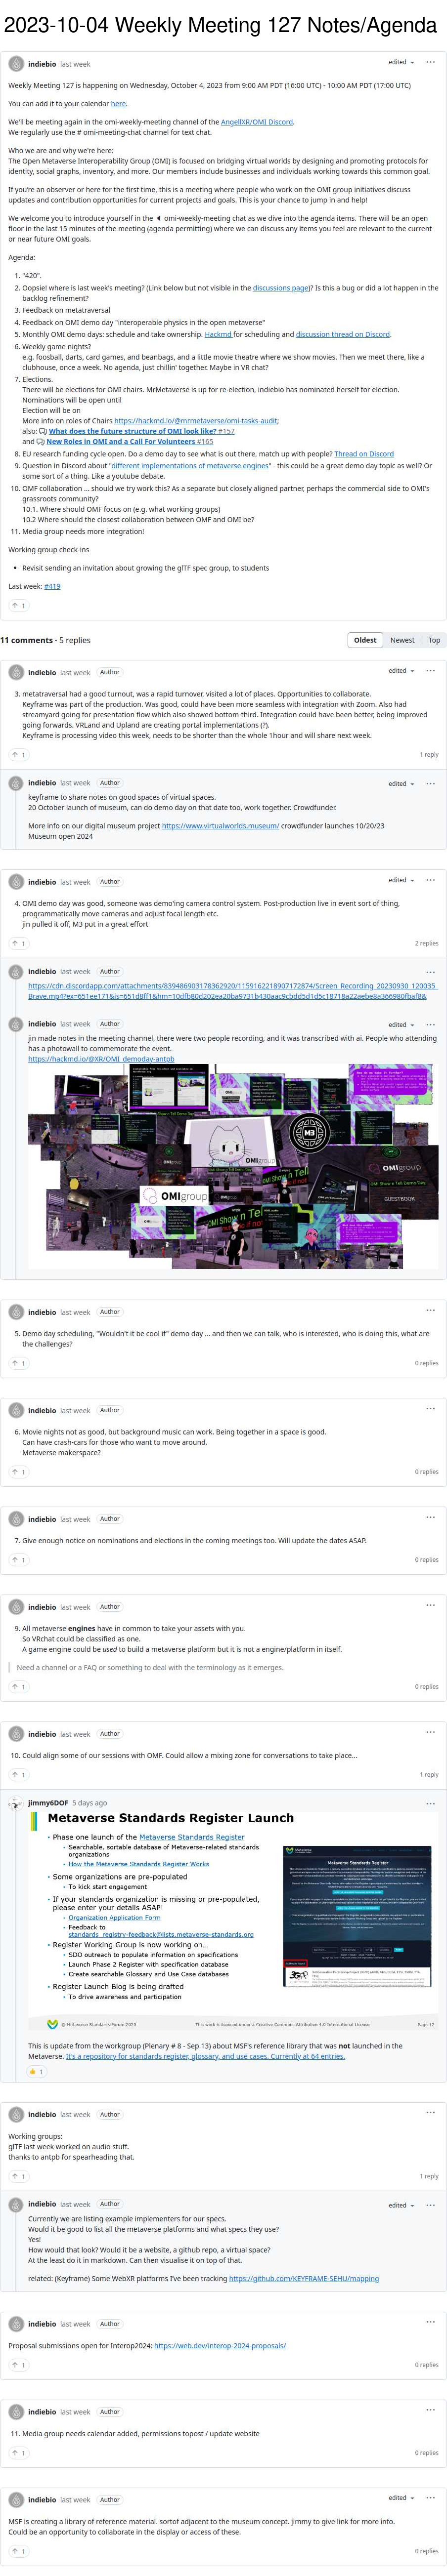 2023-10-04 Weekly Meeting 127 Notes/Agenda
indiebio last week
edited
Weekly Meeting 127 is happening on Wednesday, October 4, 2023 from 9:00 AM PDT (16:00 UTC) - 10:00 AM PDT (17:00 UTC)
You can add it to your calendar here.
We'll be meeting again in the omi-weekly-meeting channel of the AngellXR/OMI Discord.
We regularly use the # omi-meeting-chat channel for text chat.
Who we are and why we're here:
The Open Metaverse Interoperability Group (OMI) is focused on bridging virtual worlds by designing and promoting protocols for
identity, social graphs, inventory, and more. Our members include businesses and individuals working towards this common goal.
If you're an observer or here for the first time, this is a meeting where people who work on the OMI group initiatives discuss
updates and contribution opportunities for current projects and goals. This is your chance to jump in and help!
We welcome you to introduce yourself in the omi-weekly-meeting chat as we dive into the agenda items. There will be an open
floor in the last 15 minutes of the meeting (agenda permitting) where we can discuss any items you feel are relevant to the current
or near future OMI goals.
Agenda:
1. "420".
2. Oopsie! where is last week's meeting? (Link below but not visible in the discussions page)? Is this a bug or did a lot happen in the
backlog refinement?
3. Feedback on metatraversal
4. Feedback on OMI demo day "interoperable physics in the open metaverse"
5. Monthly OMI demo days: schedule and take ownership. Hackmd for scheduling and discussion thread on Discord.
6. Weekly game nights?
e.g. foosball, darts, card games, and beanbags, and a little movie theatre where we show movies. Then we meet there, like a
clubhouse, once a week. No agenda, just chillin' together. Maybe in VR chat?
7. Elections.
There will be elections for OMI chairs. MrMetaverse is up for re-election, indiebio has nominated herself for election.
Nominations will be open until
Election will be on
More info on roles of Chairs https://hackmd.io/@mrmetaverse/omi-tasks-audit;
also: What does the future structure of OMI look like? #157
and New Roles in OMI and a Call For Volunteers #165
8. EU research funding cycle open. Do a demo day to see what is out there, match up with people? Thread on Discord
9. Question in Discord about "different implementations of metaverse engines" - this could be a great demo day topic as well? Or
some sort of a thing. Like a youtube debate.
10. OMF collaboration ... should we try work this? As a separate but closely aligned partner, perhaps the commercial side to OMI's
grassroots community?
10.1. Where should OMF focus on (e.g. what working groups)
10.2 Where should the closest collaboration between OMF and OMI be?
11. Media group needs more integration!
Working group check-ins
• Revisit sending an invitation about growing the glTF spec group, to students
Last week: #419
1
11 comments · 5 replies
Oldest Newest Top
indiebio last week Author
edited
3. metatraversal had a good turnout, was a rapid turnover, visited a lot of places. Opportunities to collaborate.
Keyframe was part of the production. Was good, could have been more seamless with integration with Zoom. Also had
streamyard going for presentation flow which also showed bottom-third. Integration could have been better, being improved
going forwards. VRLand and Upland are creating portal implementations (?).
Keyframe is processing video this week, needs to be shorter than the whole 1hour and will share next week.
1
1 reply
indiebio last week Author
edited
keyframe to share notes on good spaces of virtual spaces.
20 October launch of museum, can do demo day on that date too, work together. Crowdfunder.
More info on our digital museum project https://www.virtualworlds.museum/ crowdfunder launches 10/20/23
Museum open 2024
indiebio last week Author
edited
4. OMI demo day was good, someone was demo'ing camera control system. Post-production live in event sort of thing,
programmatically move cameras and adjust focal length etc.
jin pulled it off, M3 put in a great effort
1
2 replies
indiebio last week Author
https://cdn.discordapp.com/attachments/839486903178362920/1159162218907172874/Screen_Recording_20230930_120035_
Brave.mp4?ex=651ee171&is=651d8ff1&hm=10dfb80d202ea20ba9731b430aac9cbdd5d1d5c18718a22aebe8a366980fbaf8&
indiebio last week Author
edited
jin made notes in the meeting channel, there were two people recording, and it was transcribed with ai. People who attending
has a photowall to commemorate the event.
https://hackmd.io/@XR/OMI_demoday-antpb
M3
OMIgroup
OMI Show n Tell Demo Day
OMIgroup
OMIgroup
GUESTBOOK
indiebio last week Author
5. Demo day scheduling, "Wouldn't it be cool if" demo day ... and then we can talk, who is interested, who is doing this, what are
the challenges?
1
0 replies
indiebio last week Author
6. Movie nights not as good, but background music can work. Being together in a space is good.
Can have crash-cars for those who want to move around.
Metaverse makerspace?
1
0 replies
indiebio last week Author
7. Give enough notice on nominations and elections in the coming meetings too. Will update the dates ASAP.
1
0 replies
indiebio last week Author
9. All metaverse engines have in common to take your assets with you.
So VRchat could be classified as one.
A game engine could be used to build a metaverse platform but it is not a engine/platform in itself.
Need a channel or a FAQ or something to deal with the terminology as it emerges.
1
0 replies
indiebio last week Author
10. Could align some of our sessions with OMF. Could allow a mixing zone for conversations to take place...
1
1 reply
jimmy6DOF 5 days ago
Metaverse Standards Register Launch
• Phase one launch of the Metaverse Standards Register
• Searchable, sortable database of Metaverse-related standards
organizations
• How the Metaverse Standards Register Works
• Some organizations are pre-populated
• To kick start engagement
• If your standards organization is missing or pre-populated,
please enter your details ASAP!
• Organization Application Form
• Feedback to
standards_registry-feedback@lists.metaverse-standards.org
• Register Working Group is now working on...
• SDO outreach to populate information on specifications
• Launch Phase 2 Register with specification database
• Create searchable Glossary and Use Case databases
• Register Launch Blog is being drafted
• To drive awareness and participation
Metaverse Standards Register
3GPP
© Metaverse Standards Forum 2023
This work is licensed under a Creative Commons Attribution 4.0 International License
Page 12
This is update from the workgroup (Plenary # 8 - Sep 13) about MSF's reference library that was not launched in the
Metaverse. It's a repository for standards register, glossary, and use cases. Currently at 64 entries.
1
indiebio last week Author
Working groups:
glTF last week worked on audio stuff.
thanks to antpb for spearheading that.
1
1 reply
indiebio last week Author
edited
Currently we are listing example implementers for our specs.
Would it be good to list all the metaverse platforms and what specs they use?
Yes!
How would that look? Would it be a website, a github repo, a virtual space?
At the least do it in markdown. Can then visualise it on top of that.
related: (Keyframe) Some WebXR platforms I've been tracking https://github.com/KEYFRAME-SEHU/mapping
indiebio last week Author
Proposal submissions open for Interop2024: https://web.dev/interop-2024-proposals/
1
0 replies
indiebio last week Author
11. Media group needs calendar added, permissions topost / update website
1
0 replies
indiebio last week Author
edited
MSF is creating a library of reference material. sortof adjacent to the museum concept. jimmy to give link for more info.
Could be an opportunity to collaborate in the display or access of these.
1
0 replies